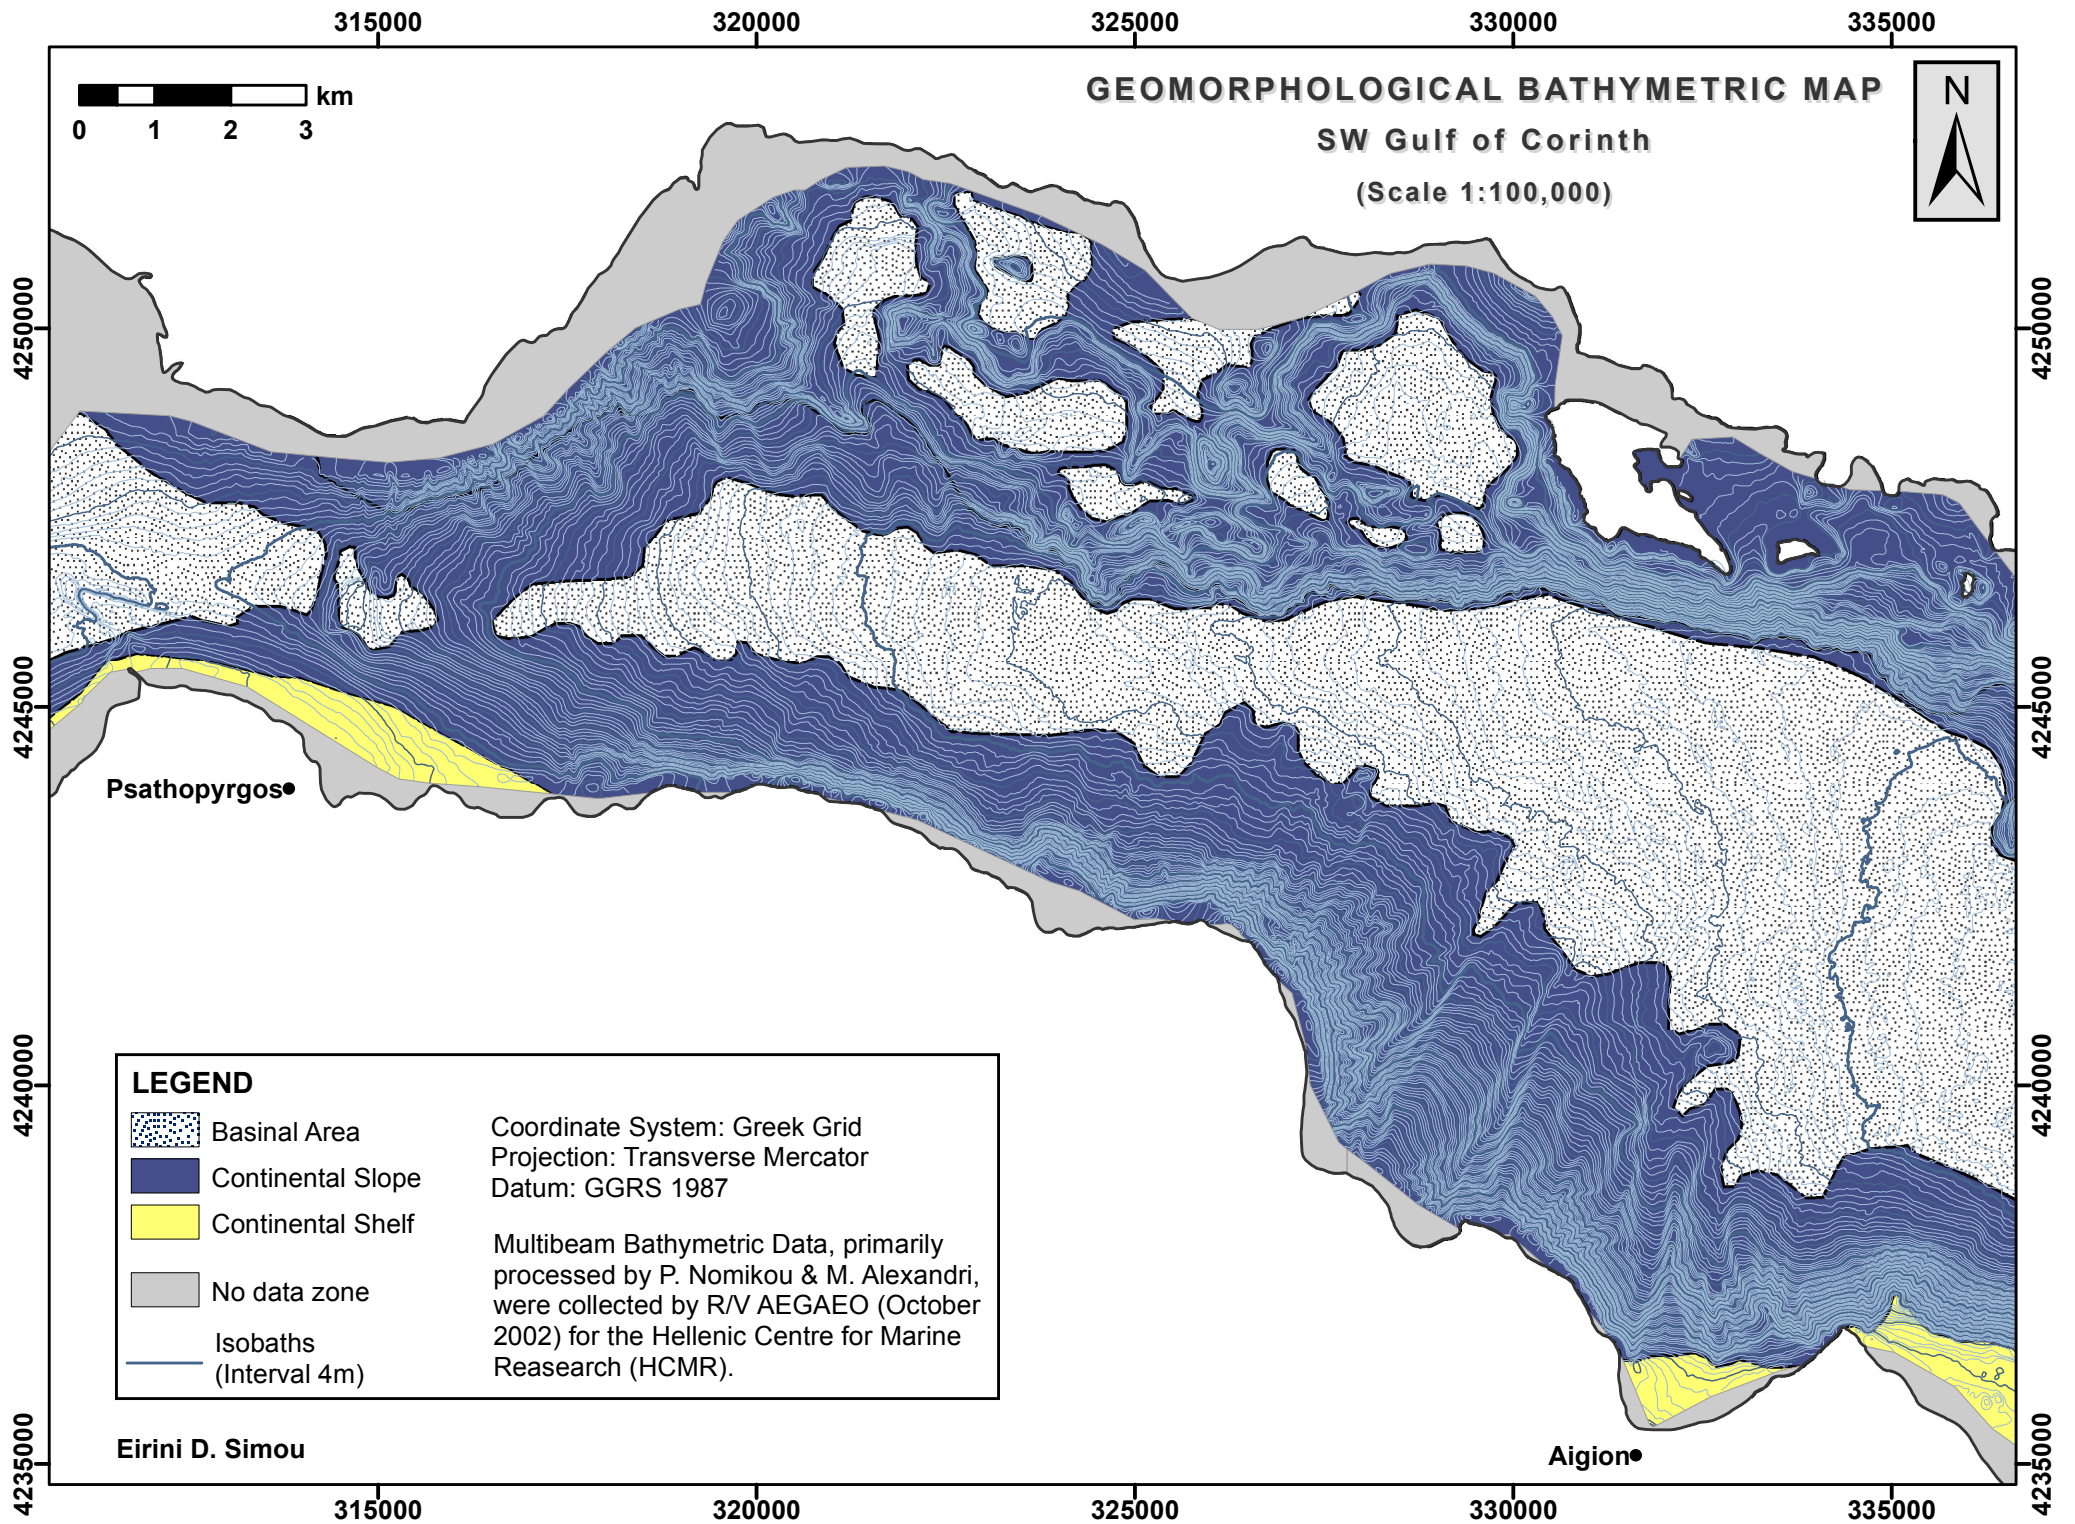 315000 320000 325000 330000 335000
GEOMORPHOLOGICAL BATHYMETRIC MAP
SW Gulf of Corinth
(Scale 1:100,000)
N
km
0 1 2 3
4250000
4245000
4240000
4235000
4250000
4245000
4240000
4235000
Psathopyrgos
LEGEND
Basinal Area
Continental Slope
Continental Shelf
No data zone
Isobaths
(Interval 4m)
Coordinate System: Greek Grid
Projection: Transverse Mercator
Datum: GGRS 1987
Multibeam Bathymetric Data, primarily
processed by P. Nomikou & M. Alexandri,
were collected by R/V AEGAEO (October
2002) for the Hellenic Centre for Marine
Reasearch (HCMR).
Eirini D. Simou
Aigion
315000 320000 325000 330000 335000